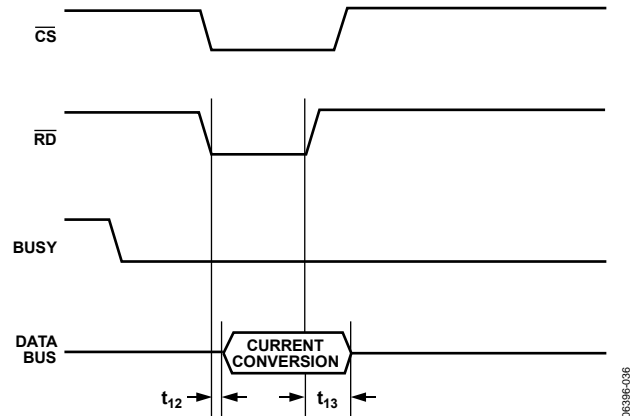 CS
RD
BUSY
DATA
BUS
CURRENT
CONVERSION
t12
t13
06396-036